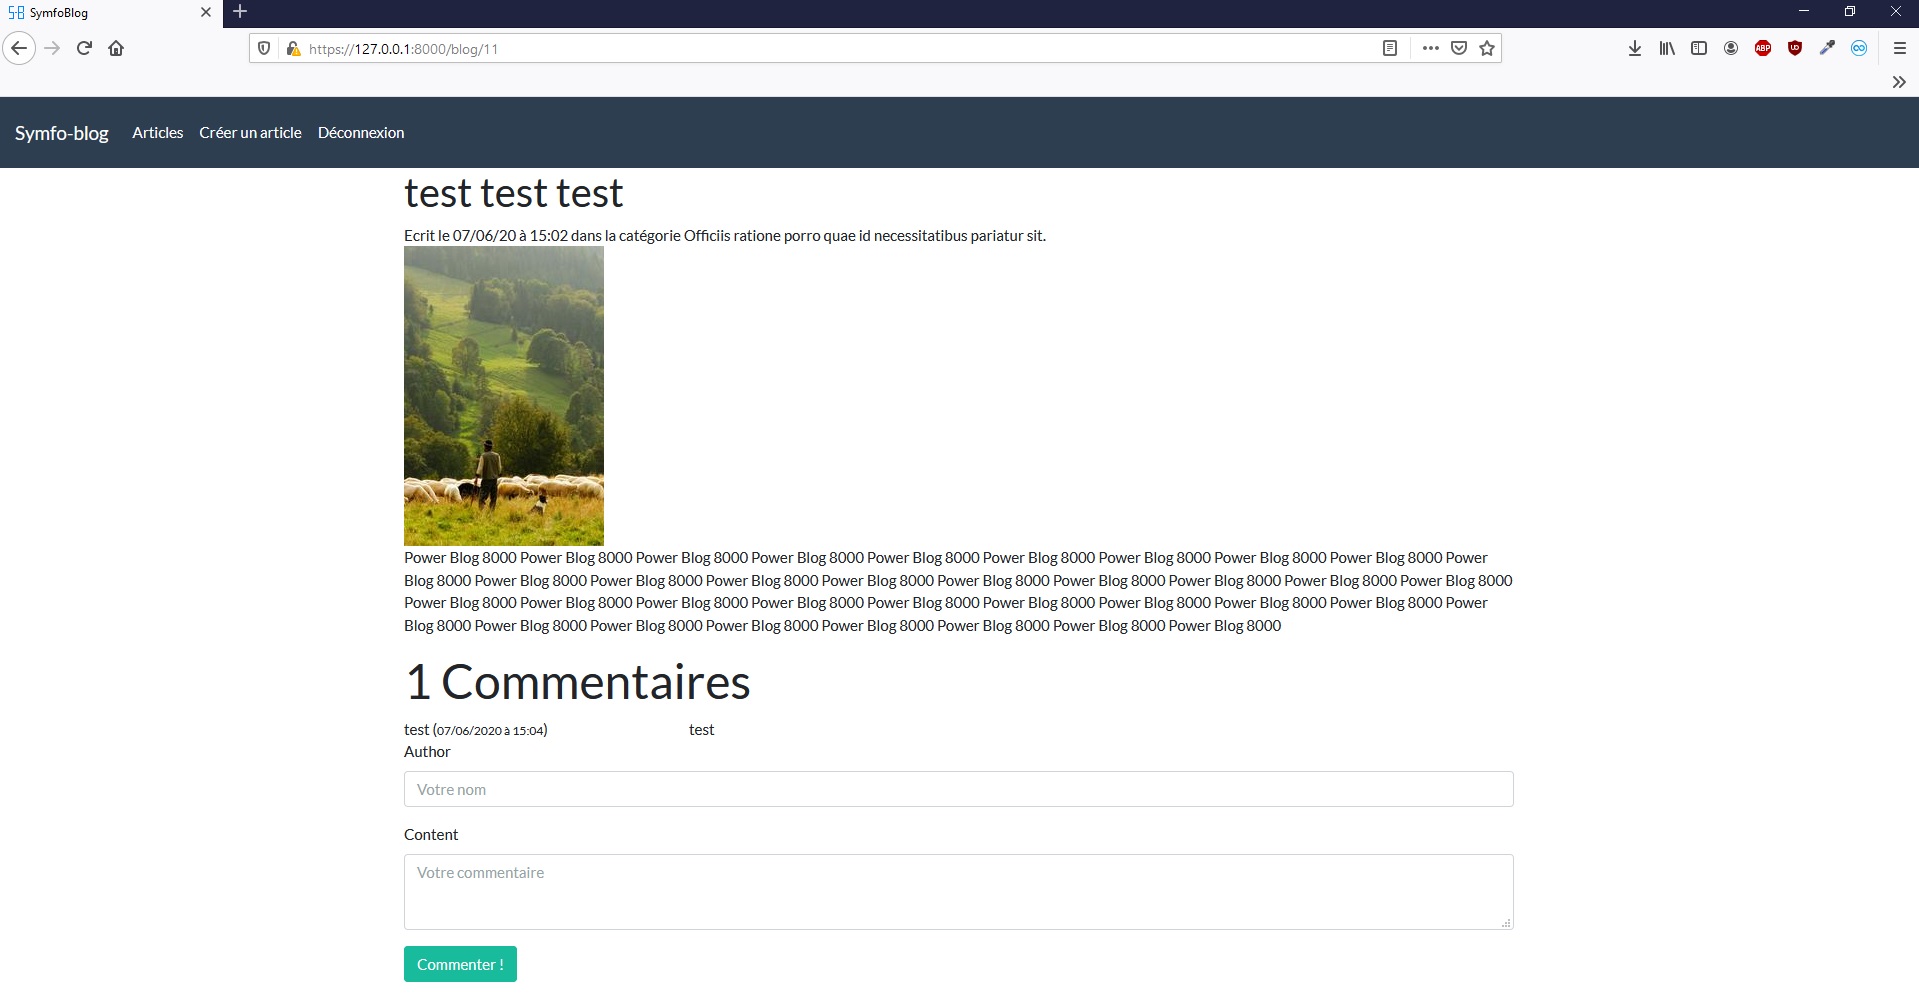 S-B SymfoBlog
https://127.0.0.1:8000/blog/11
ABP
UD
Symfo-blog Articles Créer un article Déconnexion
test test test
Ecrit le 07/06/20 à 15:02 dans la catégorie Officiis ratione porro quae id necessitatibus pariatur sit.
Power Blog 8000 Power Blog 8000 Power Blog 8000 Power Blog 8000 Power Blog 8000 Power Blog 8000 Power Blog 8000 Power Blog 8000 Power Blog 8000 Power
Blog 8000 Power Blog 8000 Power Blog 8000 Power Blog 8000 Power Blog 8000 Power Blog 8000 Power Blog 8000 Power Blog 8000 Power Blog 8000 Power Blog 8000
Power Blog 8000 Power Blog 8000 Power Blog 8000 Power Blog 8000 Power Blog 8000 Power Blog 8000 Power Blog 8000 Power Blog 8000 Power Blog 8000 Power
Blog 8000 Power Blog 8000 Power Blog 8000 Power Blog 8000 Power Blog 8000 Power Blog 8000 Power Blog 8000 Power Blog 8000
1 Commentaires
test (07/06/2020 à 15:04) test
Author
Votre nom
Content
Votre commentaire
Commenter !